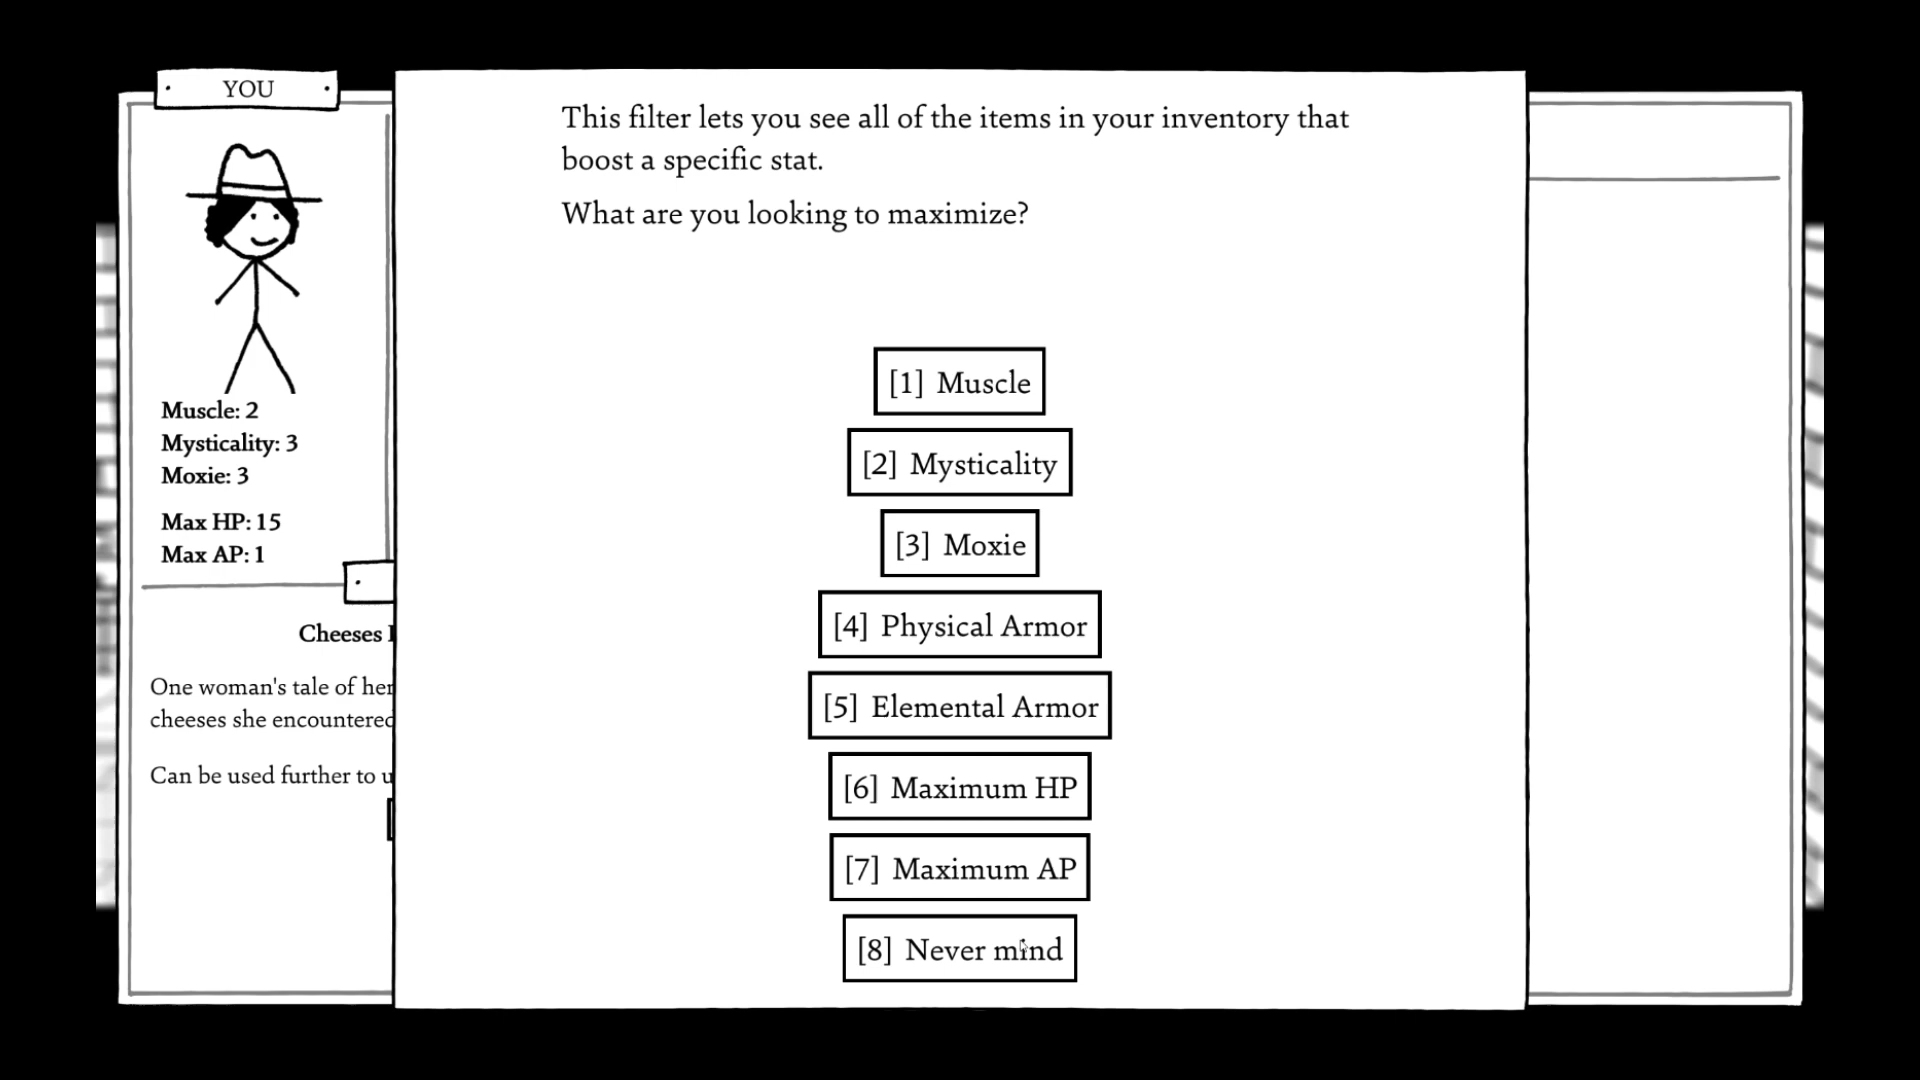 YOU
Muscle: 2
Mysticality: 3
Moxie: 3
Max HP: 15
Max AP: 1
Cheeses
One woman's tale of her
cheeses she encountered
Can be used further to
This filter lets you see all of the items in your inventory that
boost a specific stat.
What are you looking to maximize?
[1] Muscle
[2] Mysticality
[3] Moxie
[4] Physical Armor
[5] Elemental Armor
[6] Maximum HP
[7] Maximum AP
[8] Never mind